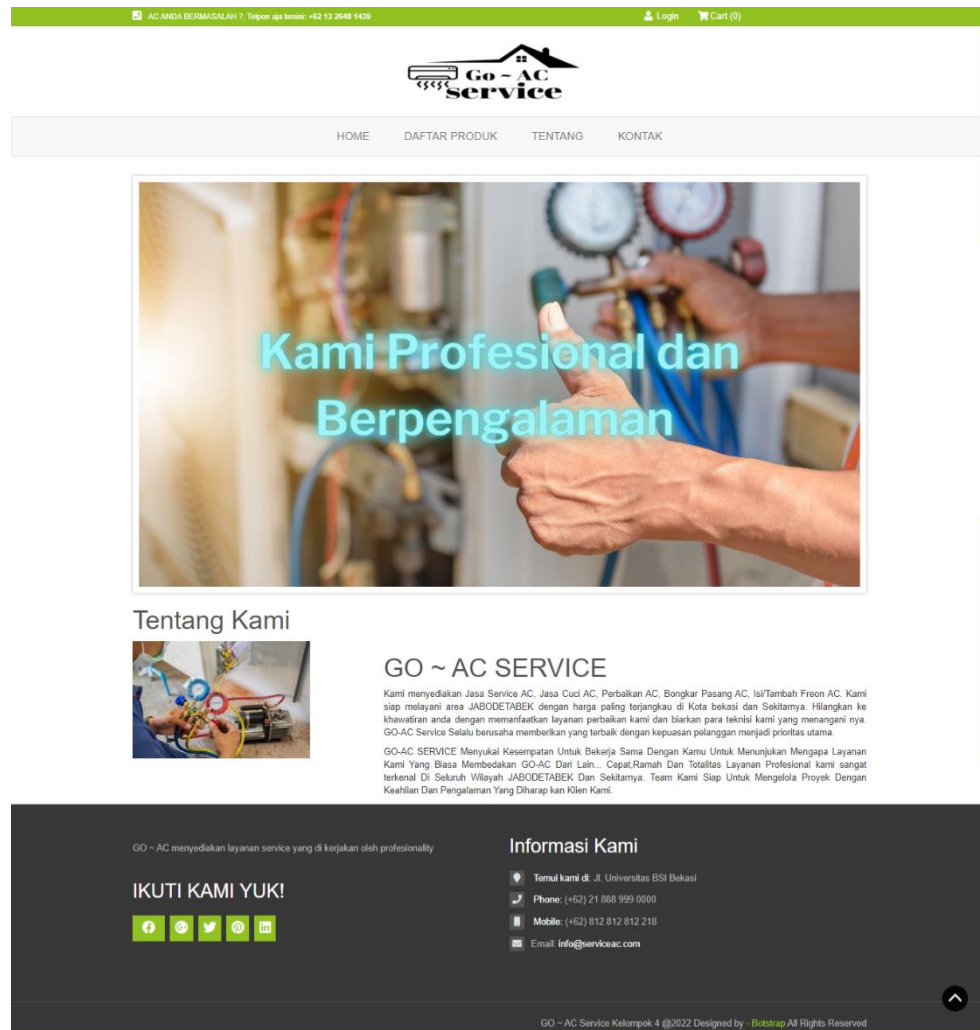 AC ANDA BERMASALAH ?, Telpon aja kesini: +62 13 2640 1439
Login
Cart (0)
Go ~ AC
service
HOME
DAFTAR PRODUK
TENTANG
KONTAK
Kami Profesional dan
Berpengalaman
Tentang Kami
GO ~ AC SERVICE
Kami menyediakan Jasa Service AC, Jasa Cuci AC, Perbaikan AC, Bongkar Pasang AC, Isi/Tambah Freon AC. Kami
siap melayani area JABODETABEK dengan harga paling terjangkau di Kota bekasi dan Sekitarnya. Hilangkan ke
khawatiran anda dengan memanfaatkan layanan perbaikan kami dan biarkan para teknisi kami yang menangani nya.
GO-AC Service Selalu berusaha memberikan yang terbaik dengan kepuasan pelanggan menjadi prioritas utama.
GO-AC SERVICE Menyukai Kesempatan Untuk Bekerja Sama Dengan Kamu Untuk Menunjukan Mengapa Layanan
Kami Yang Biasa Membedakan GO-AC Dari Lain... Cepat,Ramah Dan Totalitas Layanan Profesional kami sangat
terkenal Di Seluruh Wilayah JABODETABEK Dan Sekitarnya. Team Kami Siap Untuk Mengelola Proyek Dengan
Keahlian Dan Pengalaman Yang Diharap kan Klien Kami.
GO ~ AC menyediakan layanan service yang di kerjakan oleh profesionality
IKUTI KAMI YUK!
Informasi Kami
Temui kami di: Jl. Universitas BSI Bekasi
Phone: (+62) 21 888 999 0000
Mobile: (+62) 812 812 812 218
Email: info@serviceac.com
GO ~ AC Service Kelompok 4 @2022 Designed by - Botstrap All Rights Reserved